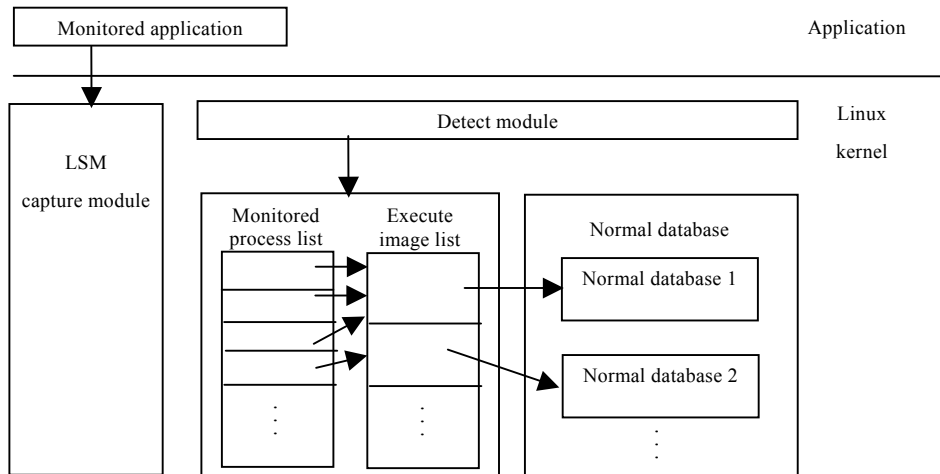 Monitored application
Application
Detect module
Linux
kernel
LSM
capture module
Monitored
process list
Execute
image list
Normal database
Normal database 1
Normal database 2